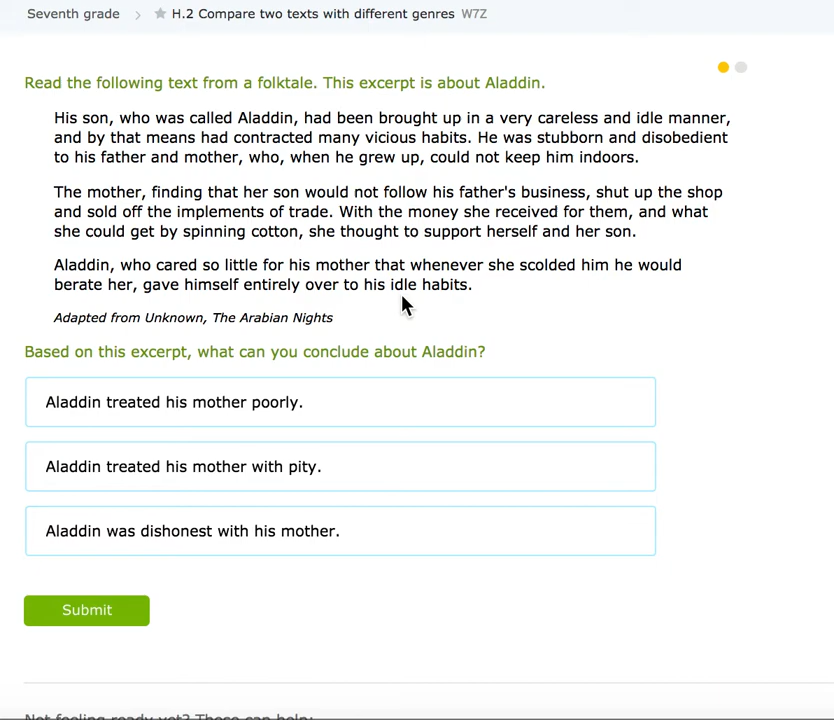 Seventh grade > H.2 Compare two texts with different genres W7Z
Read the following text from a folktale. This excerpt is about Aladdin.
His son, who was called Aladdin, had been brought up in a very careless and idle manner,
and by that means had contracted many vicious habits. He was stubborn and disobedient
to his father and mother, who, when he grew up, could not keep him indoors.
The mother, finding that her son would not follow his father's business, shut up the shop
and sold off the implements of trade. With the money she received for them, and what
she could get by spinning cotton, she thought to support herself and her son.
Aladdin, who cared so little for his mother that whenever she scolded him he would
berate her, gave himself entirely over to his idle habits.
Adapted from Unknown, The Arabian Nights
Based on this excerpt, what can you conclude about Aladdin?
Aladdin treated his mother poorly.
Aladdin treated his mother with pity.
Aladdin was dishonest with his mother.
Submit
Not feeling ready yet? These can help: